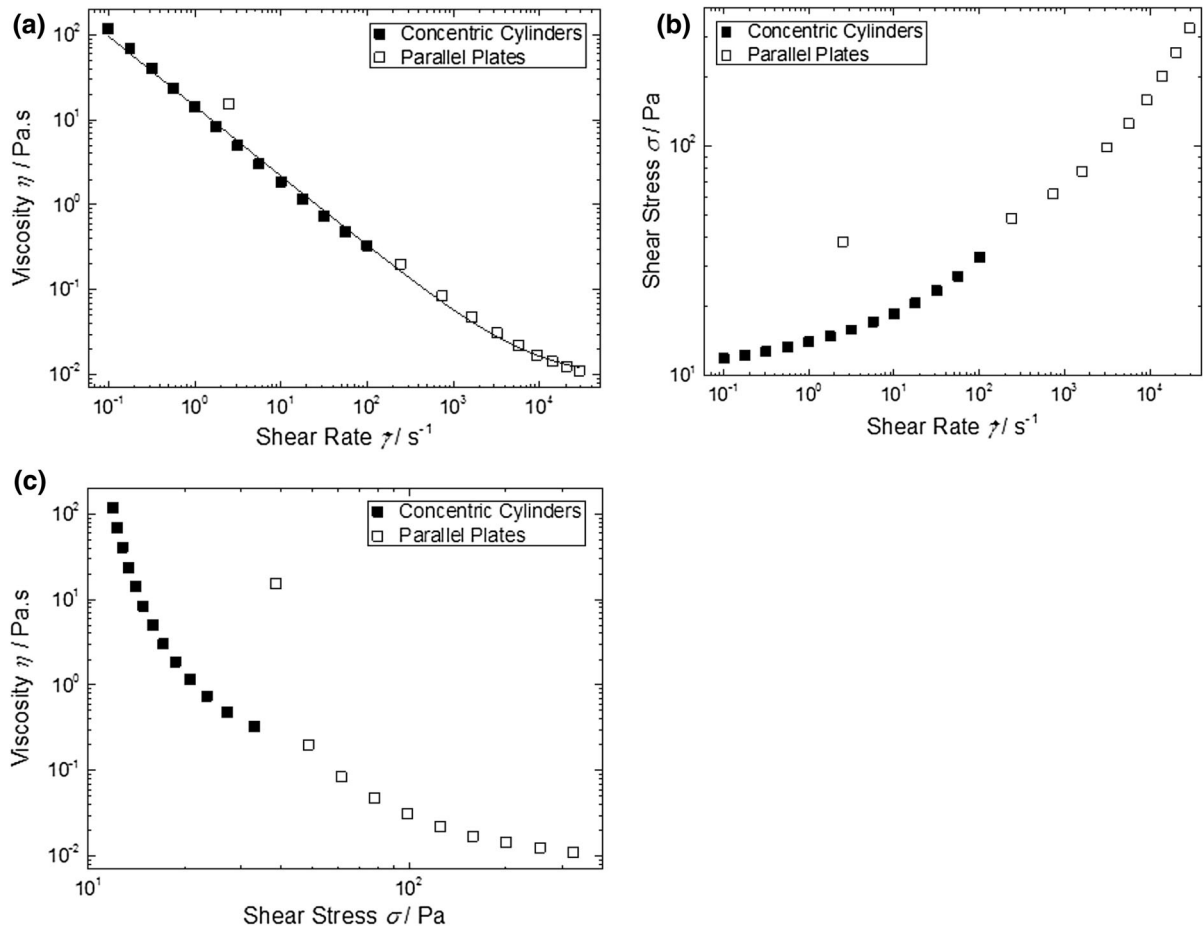 (a)
Concentric Cylinders
Parallel Plates
10² 10¹ 10⁰ 10⁻¹ 10⁻²
Viscosity η / Pa.s
10⁻¹ 10⁰ 10¹ 10² 10³ 10⁴
Shear Rate γ̇ / s⁻¹
(b)
Concentric Cylinders
Parallel Plates
10² 10¹
Shear Stress σ / Pa
10⁻¹ 10⁰ 10¹ 10² 10³ 10⁴
Shear Rate γ̇ / s⁻¹
(c)
Concentric Cylinders
Parallel Plates
10² 10¹ 10⁰ 10⁻¹ 10⁻²
Viscosity η / Pa.s
10¹ 10²
Shear Stress σ / Pa